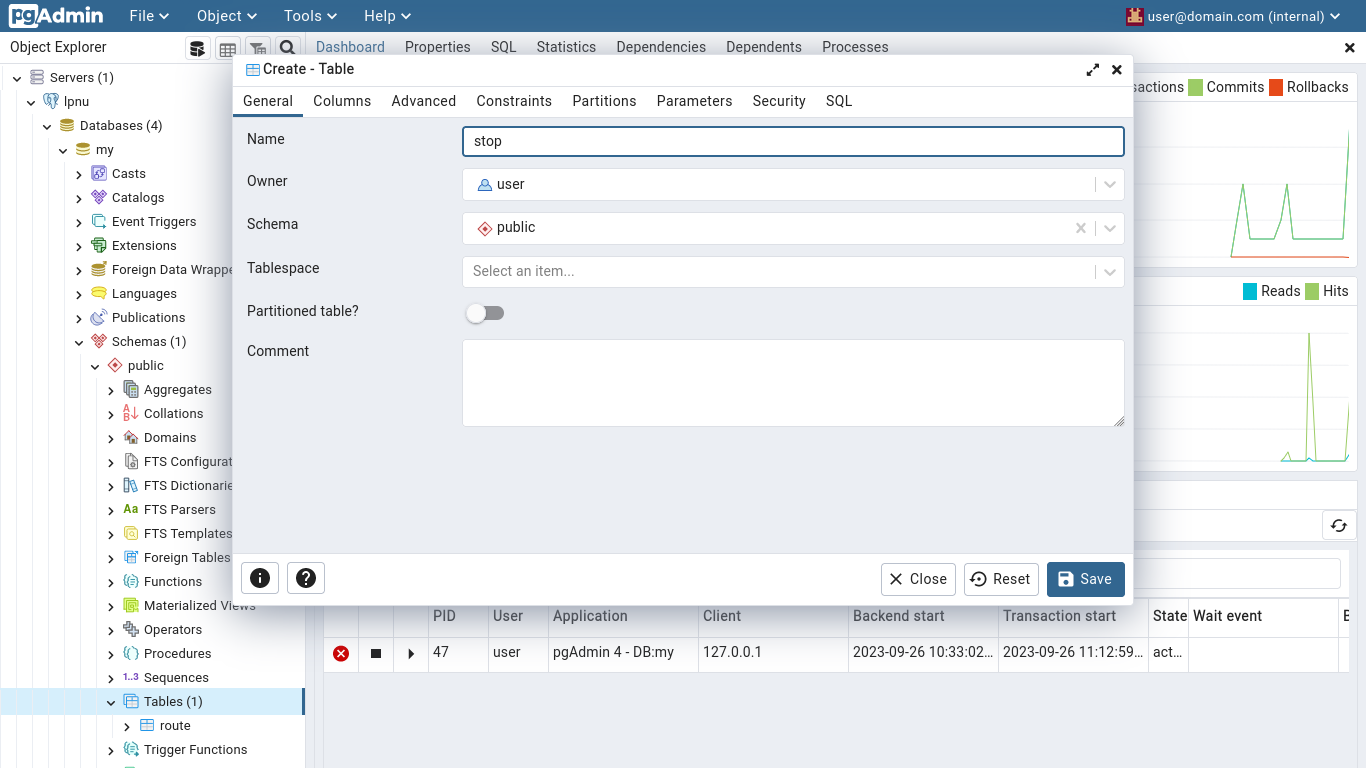 pgAdmin File Object Tools Help user@domain.com (internal)
Object Explorer Dashboard Properties SQL Statistics Dependencies Dependents Processes
Servers (1)
lpnu
Databases (4)
my
Casts
Catalogs
Event Triggers
Extensions
Foreign Data Wrappe
Languages
Publications
Schemas (1)
public
Aggregates
Collations
Domains
FTS Configurat
FTS Dictionarie
FTS Parsers
FTS Templates
Foreign Tables
Functions
Materialized Views
Operators
Procedures
1..3 Sequences
Tables (1)
route
Trigger Functions
Create - Table
General Columns Advanced Constraints Partitions Parameters Security SQL
Name stop
Owner user
Schema public
Tablespace Select an item...
Partitioned table?
Comment
Close Reset Save
sactions Commits Rollbacks
Reads Hits
PID User Application Client Backend start Transaction start State Wait event
47 user pgAdmin 4 - DB:my 127.0.0.1 2023-09-26 10:33:02... 2023-09-26 11:12:59... act...